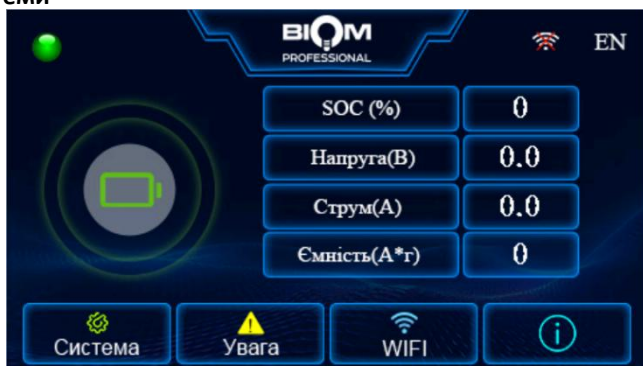 BIOM
PROFESSIONAL
EN
SOC (%) 0
Напруга(В) 0.0
Струм(А) 0.0
Ємність(А*г) 0
Система Увага WIFI i